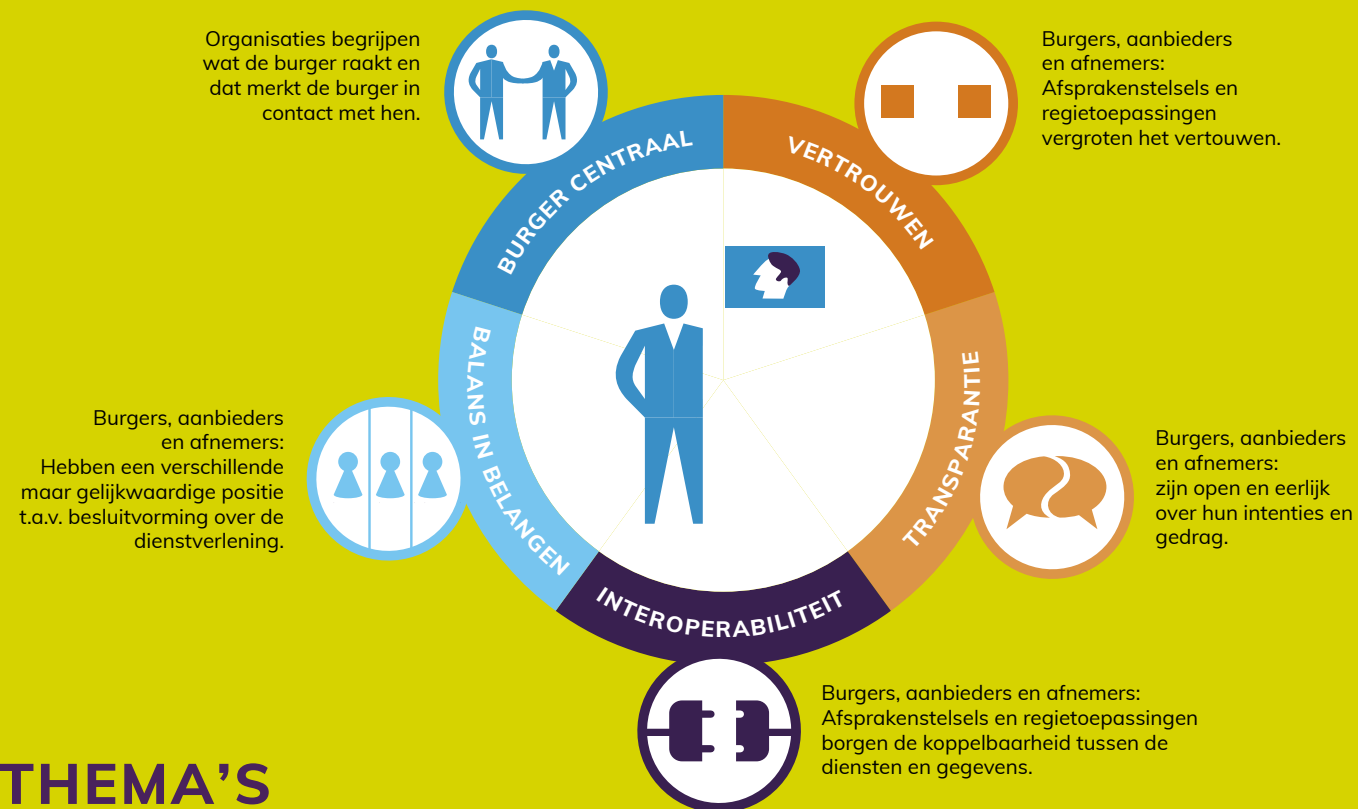 Organisaties begrijpen
wat de burger raakt en
dat merkt de burger in
contact met hen.
BURGER CENTRAAL
VERTROUWEN
Burgers, aanbieders
en afnemers:
Afsprakenstelsels en
regietoepassingen
vergroten het vertouwen.
BALANS IN BELANGEN
Burgers, aanbieders
en afnemers:
Hebben een verschillende
maar gelijkwaardige positie
t.a.v. besluitvorming over de
dienstverlening.
TRANSPARANTIE
Burgers, aanbieders
en afnemers:
zijn open en eerlijk
over hun intenties en
gedrag.
INTEROPERABILITEIT
Burgers, aanbieders en afnemers:
Afsprakenstelsels en regietoepassingen
borgen de koppelbaarheid tussen de
diensten en gegevens.
THEMA’S